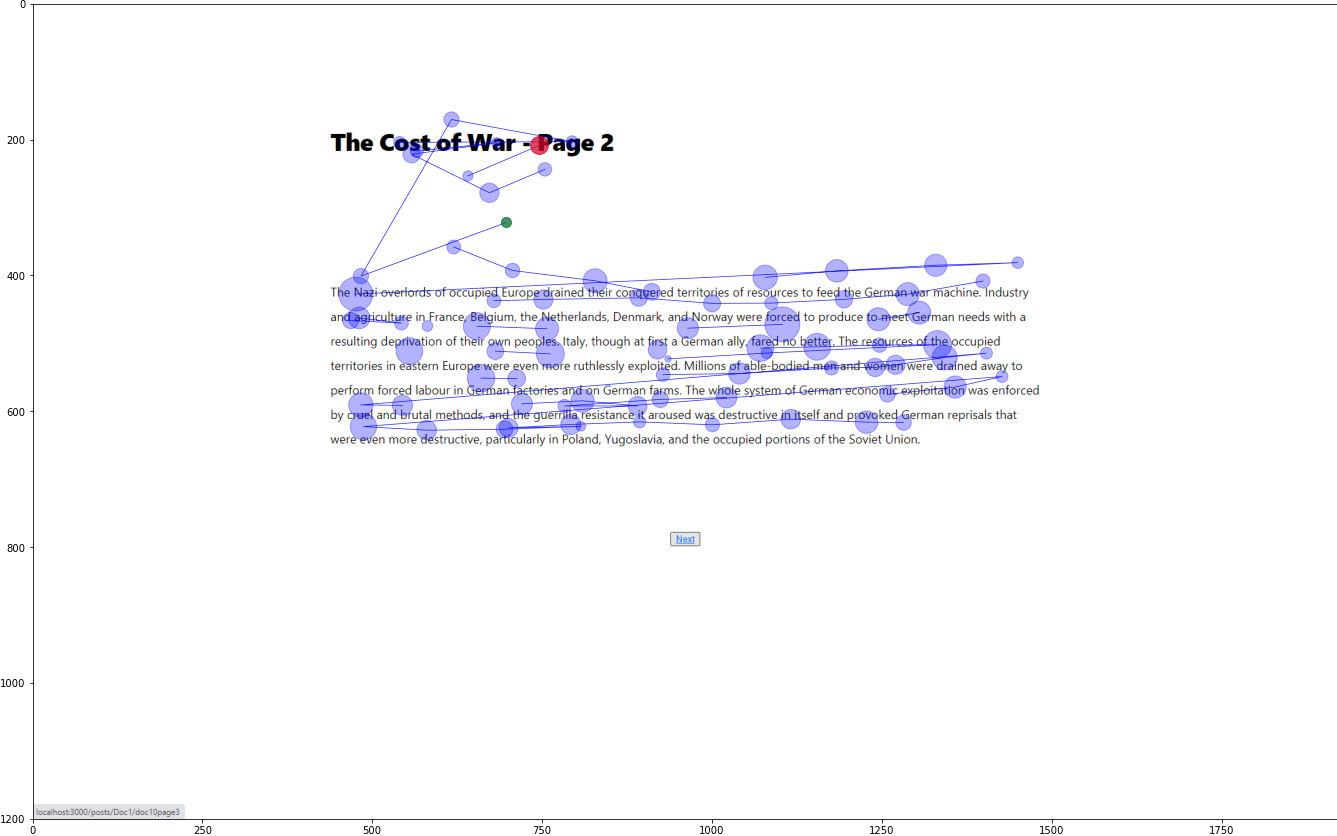 0
200
The Cost of War - Page 2
400
The Nazi overlords of occupied Europe drained their conquered territories of resources to feed the German war machine. Industry
and agriculture in France, Belgium, the Netherlands, Denmark, and Norway were forced to produce to meet German needs with a
resulting deprivation of their own peoples. Italy, though at first a German ally, fared no better. The resources of the occupied
territories in eastern Europe were even more ruthlessly exploited. Millions of able-bodied men and women were drained away to
perform forced labour in German factories and on German farms. The whole system of German economic exploitation was enforced
600
by cruel and brutal methods, and the guerrilla resistance it aroused was destructive in itself and provoked German reprisals that
were even more destructive, particularly in Poland, Yugoslavia, and the occupied portions of the Soviet Union.
Next
800
1000
localhost:3000/posts/Doc1/doc10page3
1200
0 250 500 750 1000 1250 1500 1750